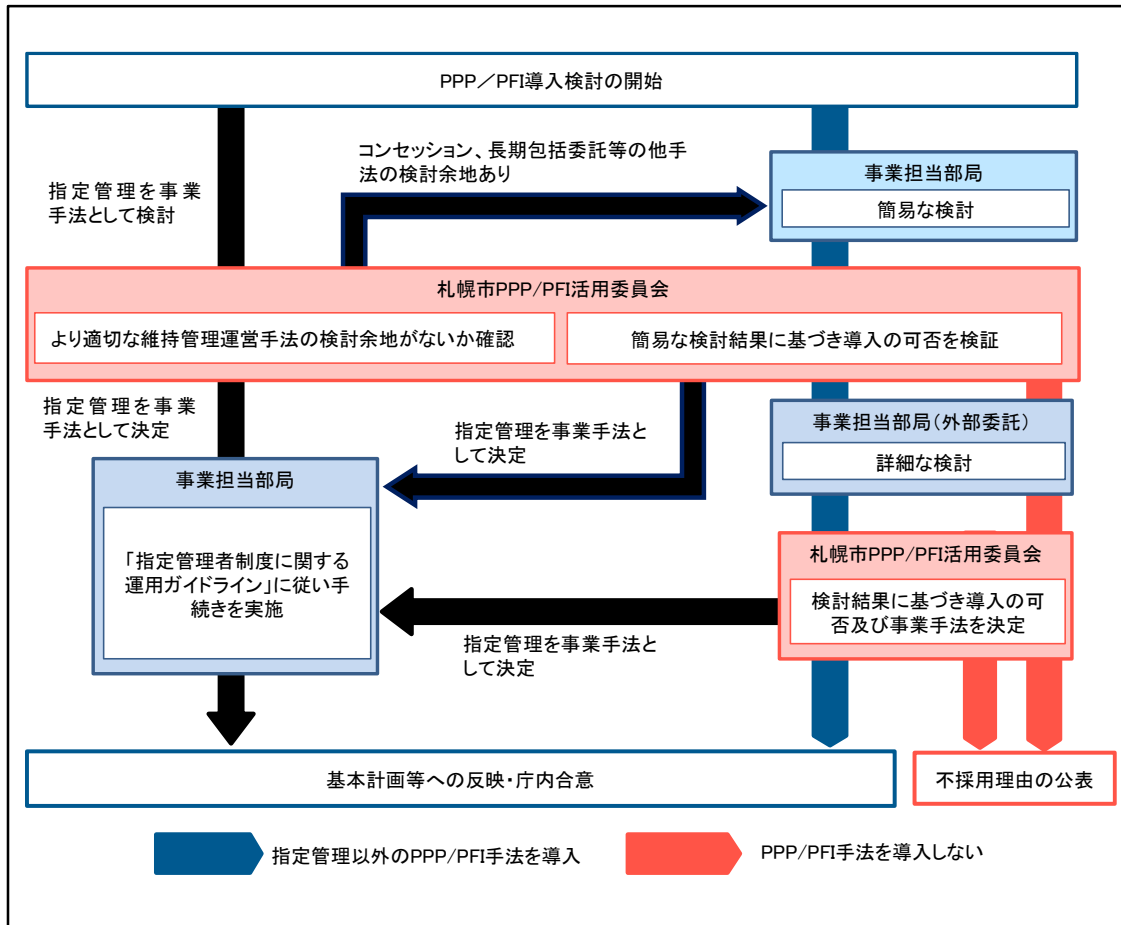 PPP／PFI導入検討の開始
コンセッション、長期包括委託等の他手
法の検討余地あり
指定管理を事業
手法として検討
事業担当部局
簡易な検討
札幌市PPP/PFI活用委員会
より適切な維持管理運営手法の検討余地がないか確認
簡易な検討結果に基づき導入の可否を検証
指定管理を事業
手法として決定
指定管理を事業手法と
して決定
事業担当部局（外部委託）
詳細な検討
事業担当部局
「指定管理者制度に関する
運用ガイドライン」に従い手
続きを実施
札幌市PPP/PFI活用委員会
検討結果に基づき導入の可
否及び事業手法を決定
指定管理を事業手法と
して決定
基本計画等への反映・庁内合意
不採用理由の公表
指定管理以外のPPP/PFI手法を導入
PPP/PFI手法を導入しない